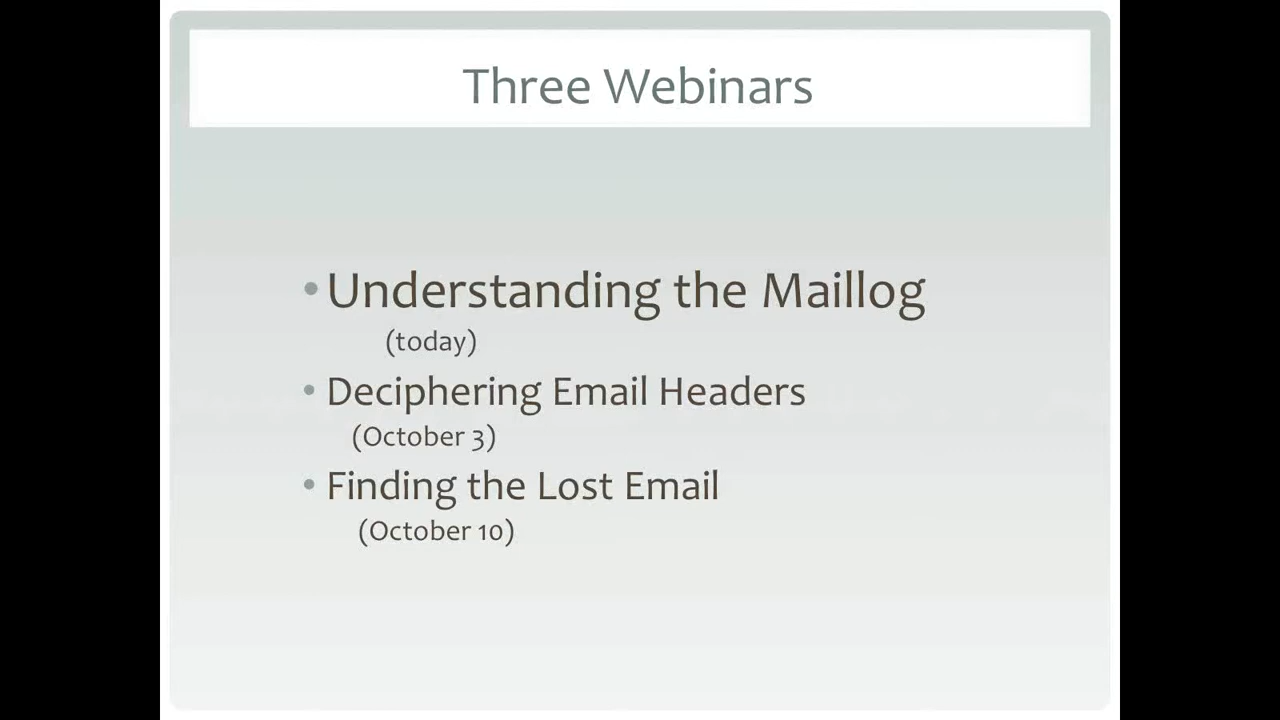 Three Webinars
• Understanding the Maillog
(today)
• Deciphering Email Headers
(October 3)
• Finding the Lost Email
(October 10)